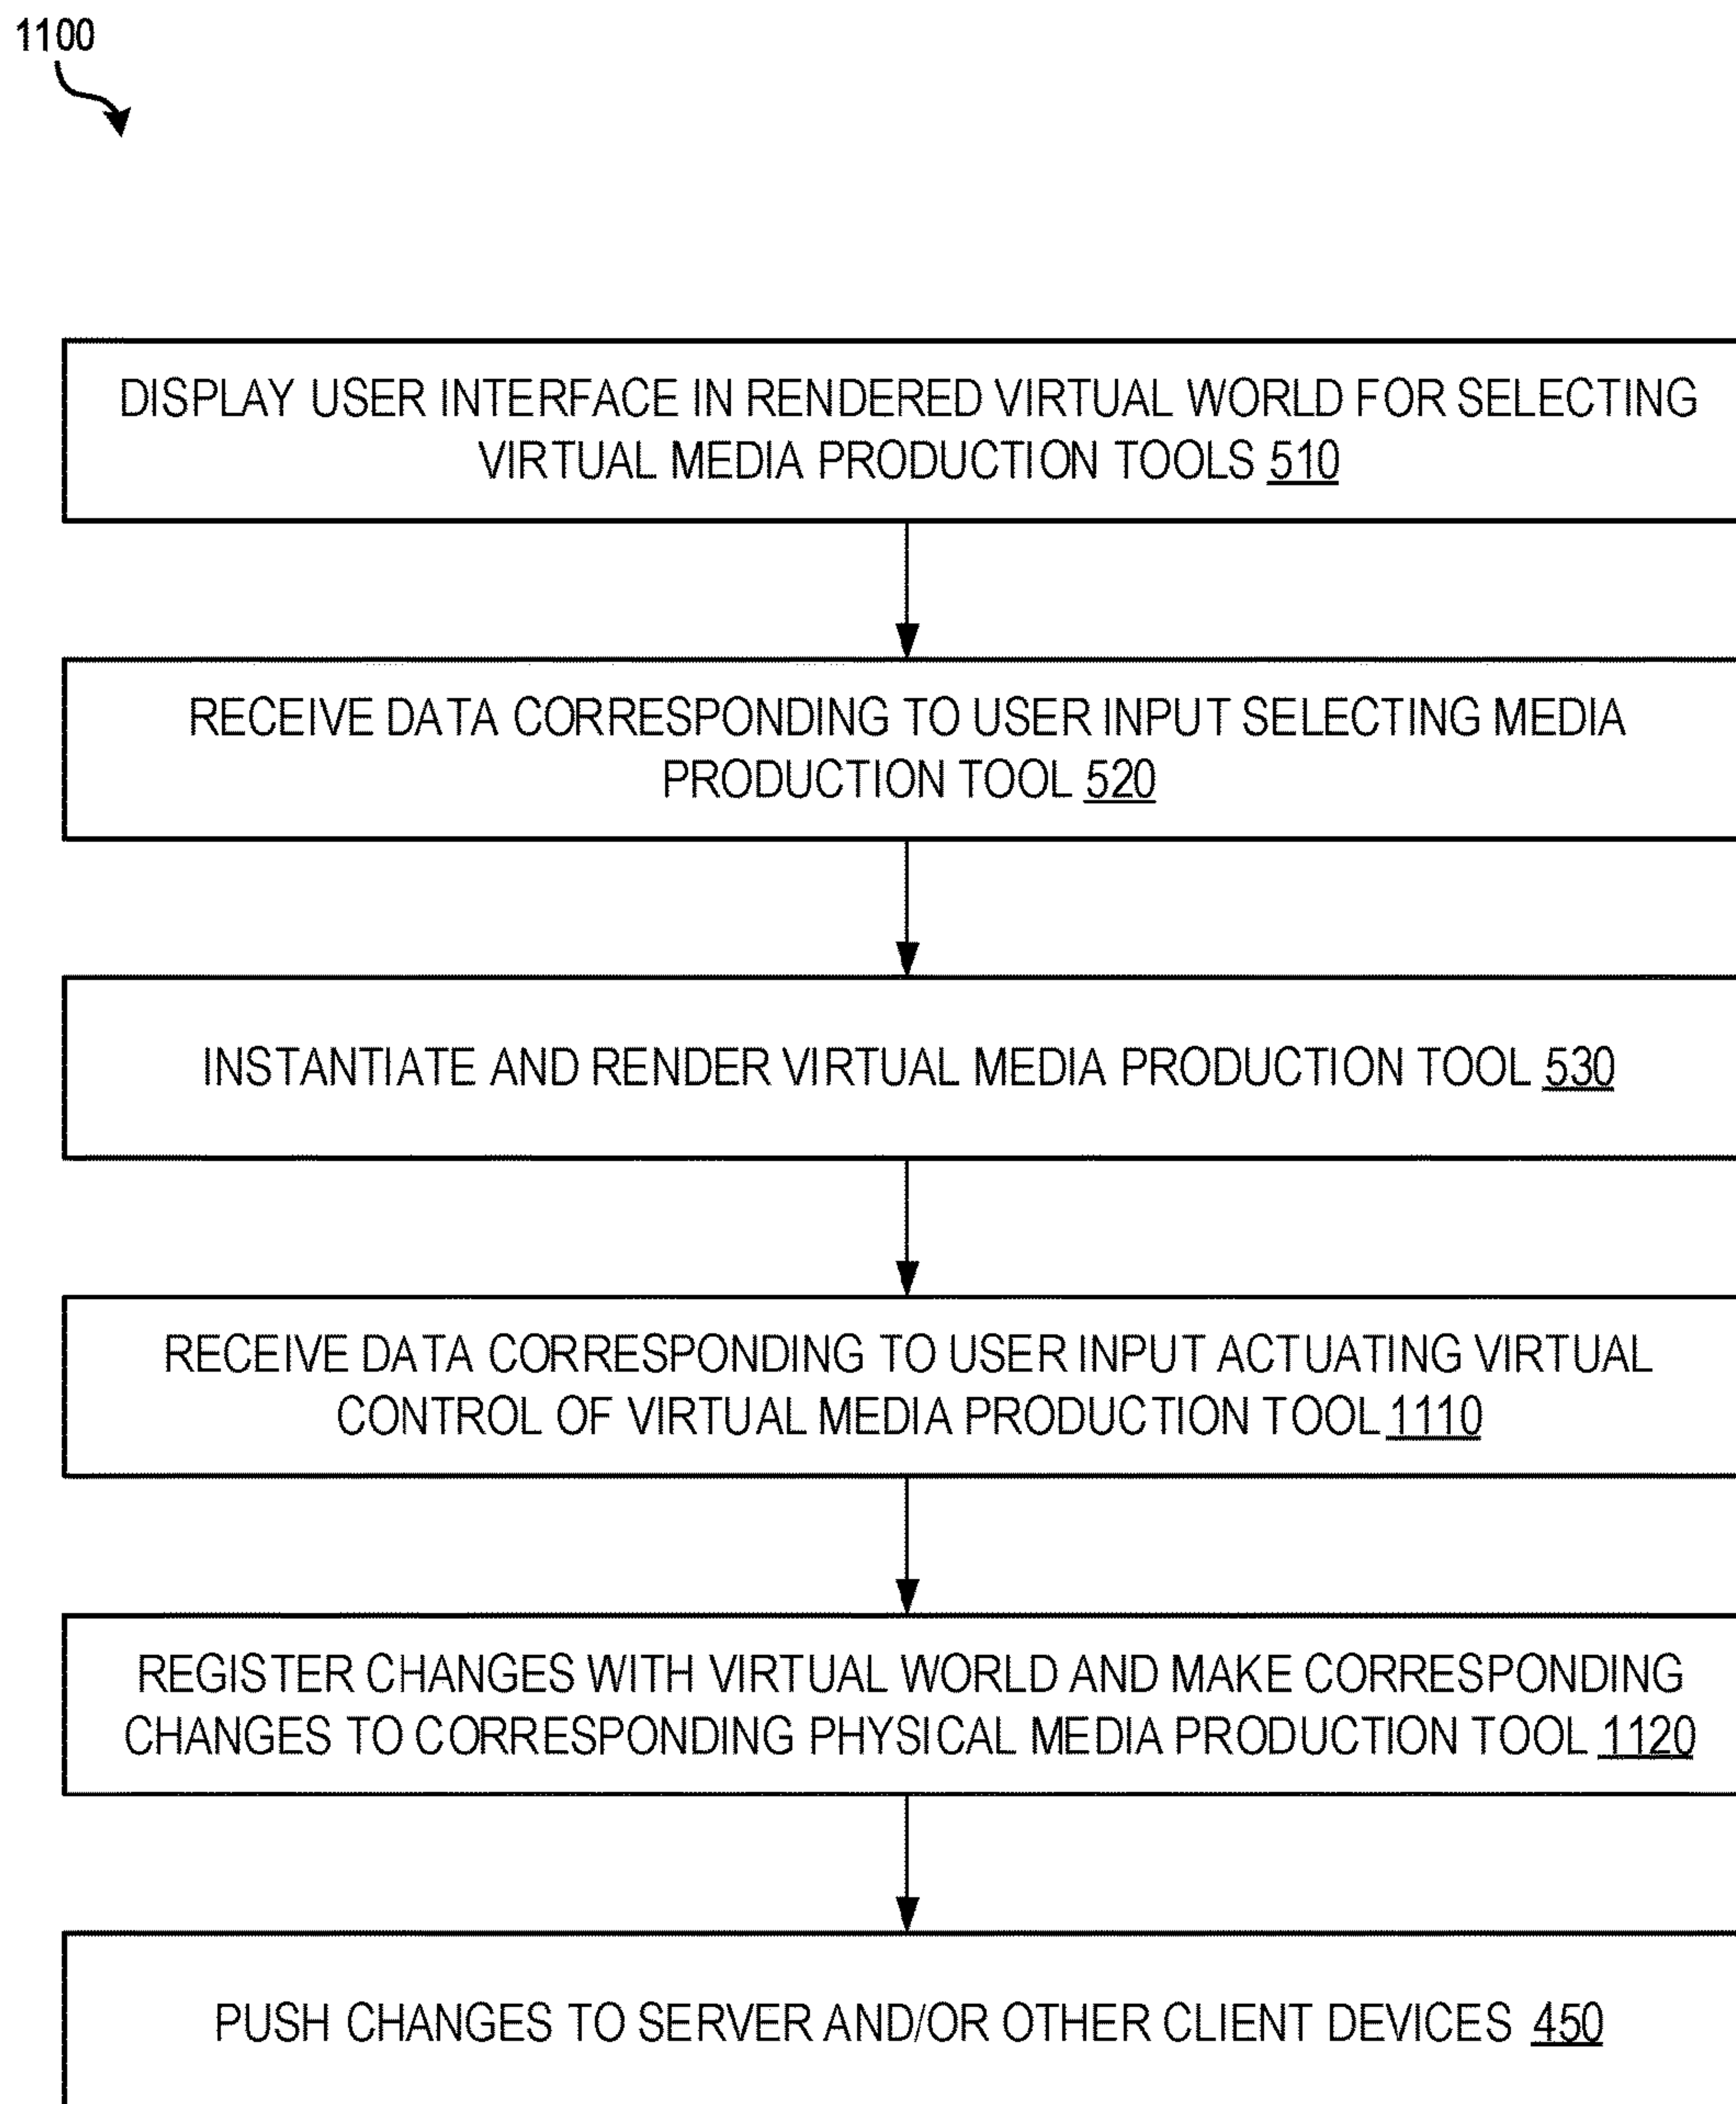 1100
DISPLAY USER INTERFACE IN RENDERED VIRTUAL WORLD FOR SELECTING
VIRTUAL MEDIA PRODUCTION TOOLS 510
RECEIVE DATA CORRESPONDING TO USER INPUT SELECTING MEDIA
PRODUCTION TOOL 520
INSTANTIATE AND RENDER VIRTUAL MEDIA PRODUCTION TOOL 530
RECEIVE DATA CORRESPONDING TO USER INPUT ACTUATING VIRTUAL
CONTROL OF VIRTUAL MEDIA PRODUCTION TOOL 1110
REGISTER CHANGES WITH VIRTUAL WORLD AND MAKE CORRESPONDING
CHANGES TO CORRESPONDING PHYSICAL MEDIA PRODUCTION TOOL 1120
PUSH CHANGES TO SERVER AND/OR OTHER CLIENT DEVICES 450